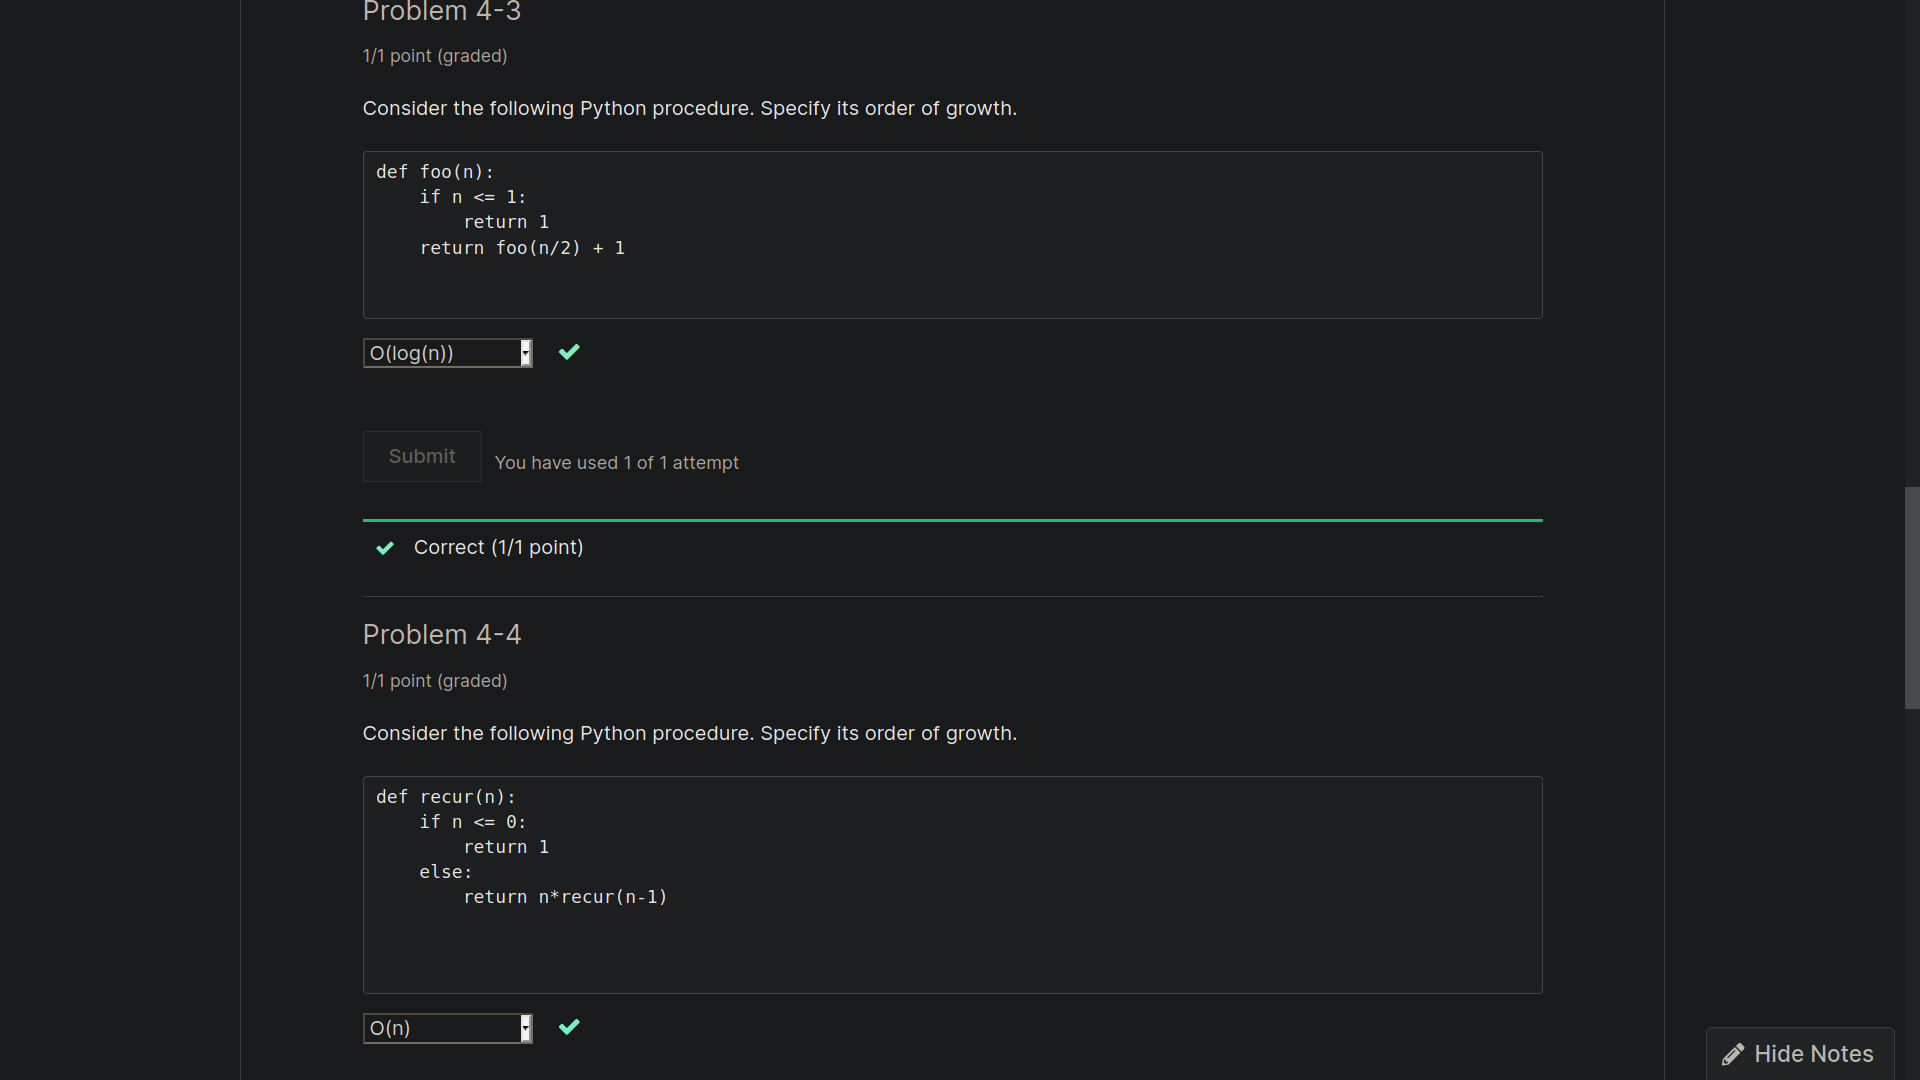 Problem 4-3
1/1 point (graded)
Consider the following Python procedure. Specify its order of growth.
def foo(n):
    if n <= 1:
        return 1
    return foo(n/2) + 1
O(log(n))
Submit
You have used 1 of 1 attempt
Correct (1/1 point)
Problem 4-4
1/1 point (graded)
Consider the following Python procedure. Specify its order of growth.
def recur(n):
    if n <= 0:
        return 1
    else:
        return n*recur(n-1)
O(n)
Hide Notes